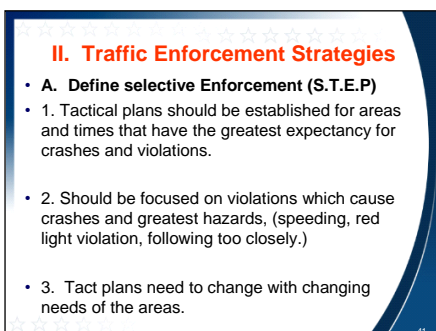 II. Traffic Enforcement Strategies
• A. Define selective Enforcement (S.T.E.P)
• 1. Tactical plans should be established for areas
and times that have the greatest expectancy for
crashes and violations.
• 2. Should be focused on violations which cause
crashes and greatest hazards, (speeding, red
light violation, following too closely.)
• 3. Tact plans need to change with changing
needs of the areas.
41